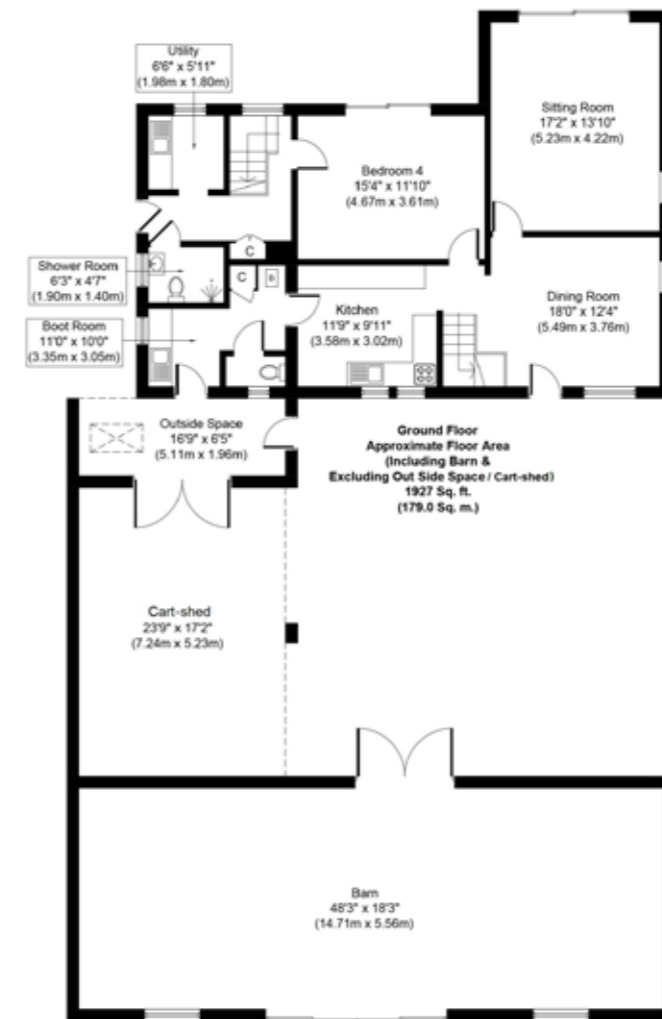 Utility
6'6" x 5'11"
(1.98m x 1.80m)
Sitting Room
17'2" x 13'10"
(5.23m x 4.22m)
Bedroom 4
15'4" x 11'10"
(4.67m x 3.61m)
C
Shower Room
6'3" x 4'7"
(1.90m x 1.40m)
C
B
Kitchen
11'9" x 9'11"
(3.58m x 3.02m)
Dining Room
18'0" x 12'4"
(5.49m x 3.76m)
Boot Room
11'0" x 10'0"
(3.35m x 3.05m)
Outside Space
16'9" x 6'5"
(5.11m x 1.96m)
Ground Floor
Approximate Floor Area
(Including Barn &
Excluding Out Side Space / Cart-shed)
1927 Sq. ft.
(179.0 Sq. m.)
Cart-shed
23'9" x 17'2"
(7.24m x 5.23m)
Barn
48'3" x 18'3"
(14.71m x 5.56m)